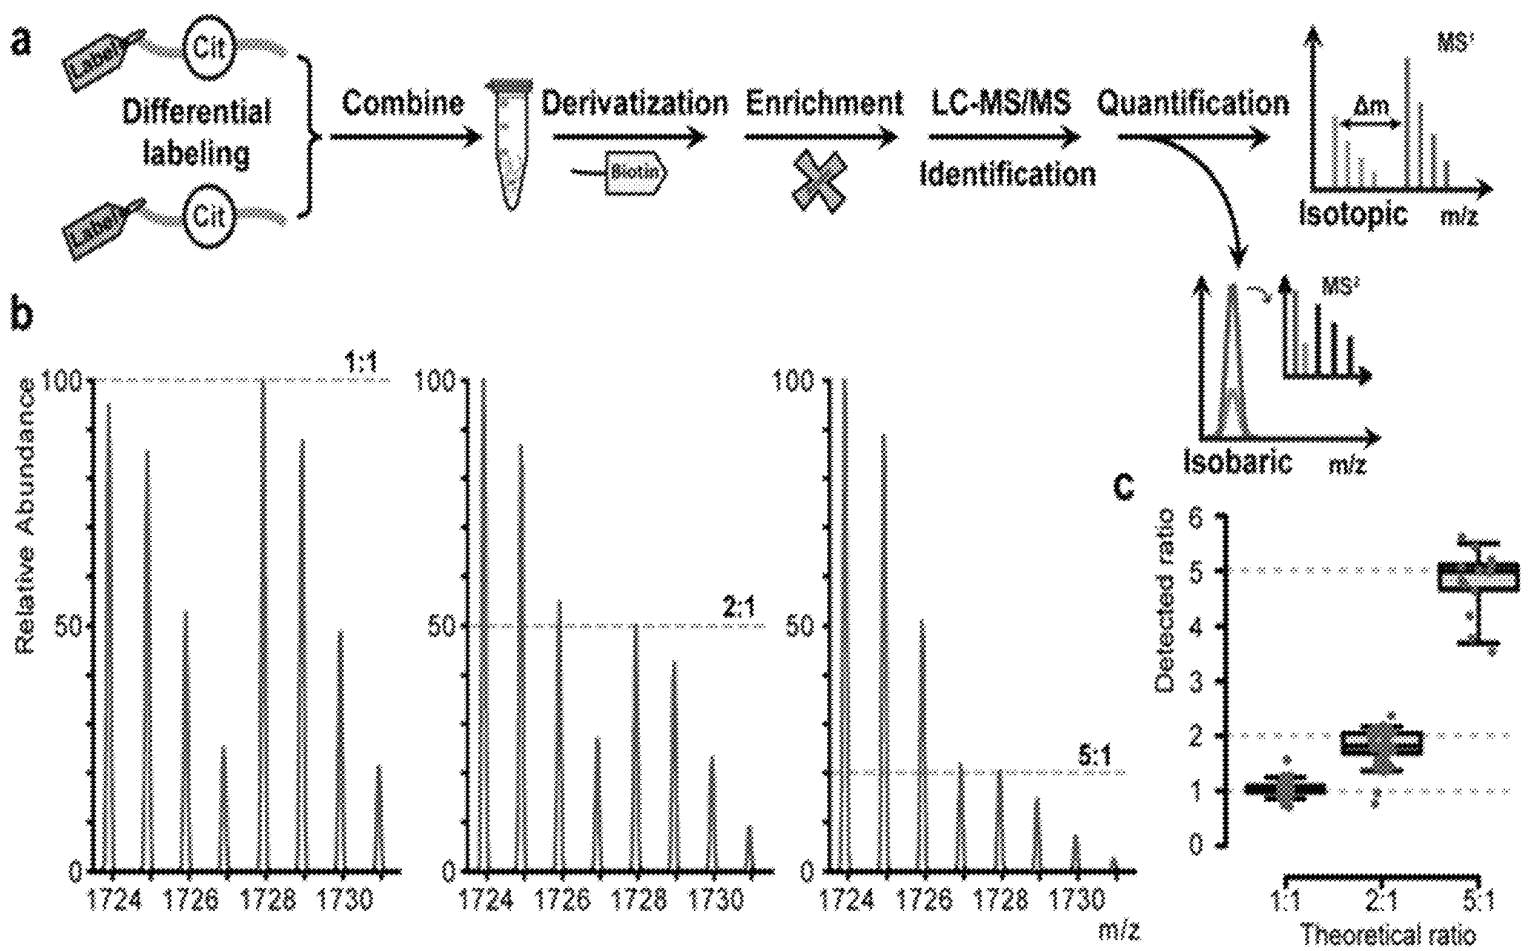 a
Label
Cit
Differential
labeling
Label
Cit
Combine
Derivatization
Biotin
Enrichment
LC-MS/MS
Identification
Quantification
MS¹
Δm
Isotopic m/z
MS²
Isobaric m/z
b
Relative Abundance
100
50
0
1:1
1724 1726 1728 1730
100
50
0
2:1
1724 1726 1728 1730
100
50
0
5:1
1724 1726 1728 1730
m/z
c
Detected ratio
6
5
4
3
2
1
0
1:1 2:1 5:1
Theoretical ratio